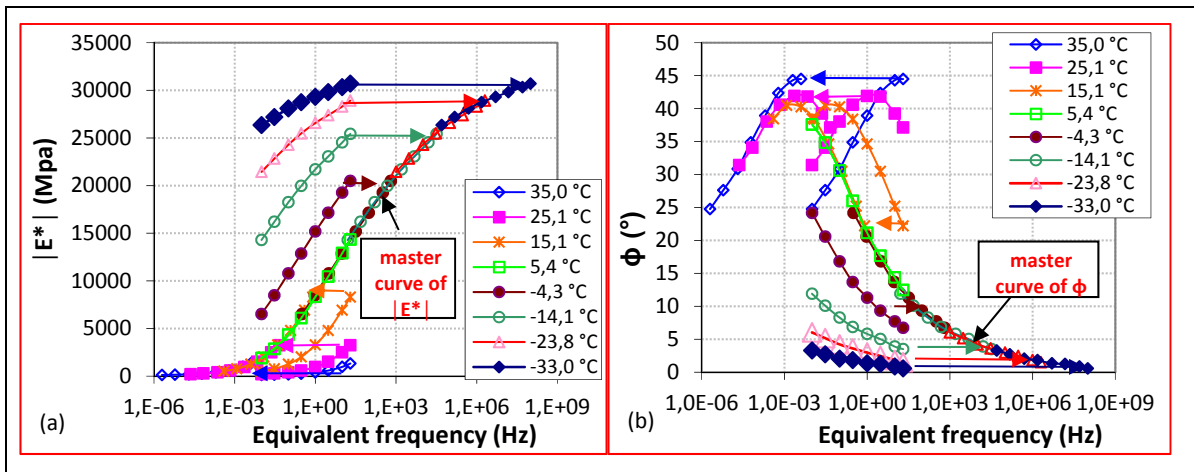 35000
30000
25000
20000
15000
10000
5000
0
|E*| (Mpa)
35,0 °C
25,1 °C
15,1 °C
5,4 °C
-4,3 °C
-14,1 °C
-23,8 °C
-33,0 °C
master
curve of
|E*|
1,E-06 1,E-03 1,E+00 1,E+03 1,E+06 1,E+09
(a)
Equivalent frequency (Hz)
50
45
40
35
30
25
20
15
10
5
0
ϕ (°)
35,0 °C
25,1 °C
15,1 °C
5,4 °C
-4,3 °C
-14,1 °C
-23,8 °C
-33,0 °C
master
curve of ϕ
1,0E-06 1,0E-03 1,0E+00 1,0E+03 1,0E+06 1,0E+09
(b)
Equivalent frequency (Hz)